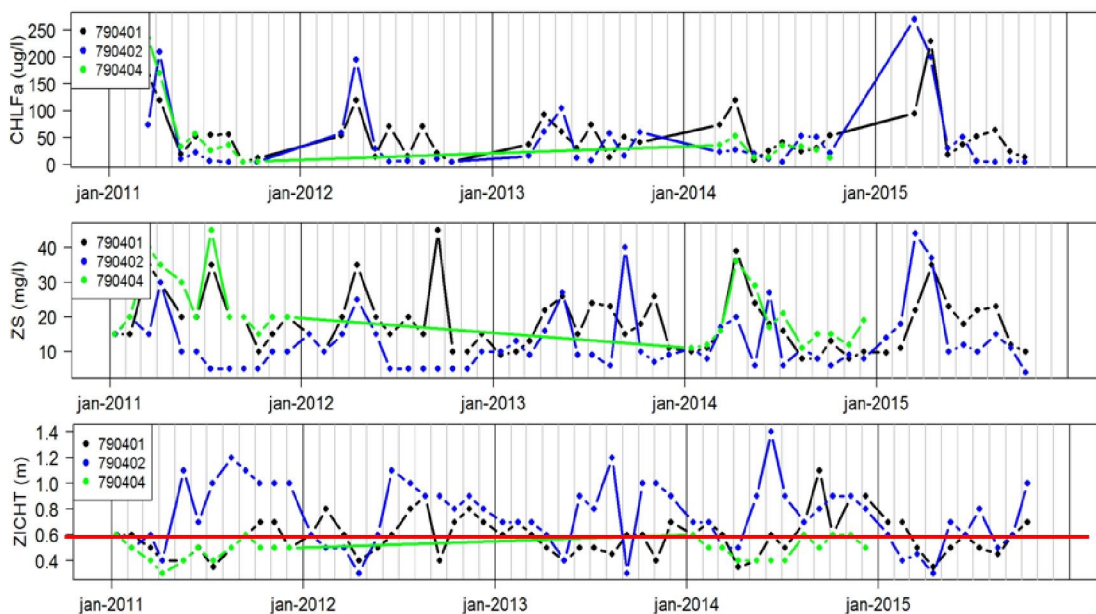 CHLFa (ug/l)
250
200
150
100
50
0
790401
790402
790404
jan-2011
jan-2012
jan-2013
jan-2014
jan-2015
ZS (mg/l)
40
30
20
10
790401
790402
790404
jan-2011
jan-2012
jan-2013
jan-2014
jan-2015
ZICHT (m)
1.4
1.2
1.0
0.8
0.6
0.4
790401
790402
790404
jan-2011
jan-2012
jan-2013
jan-2014
jan-2015